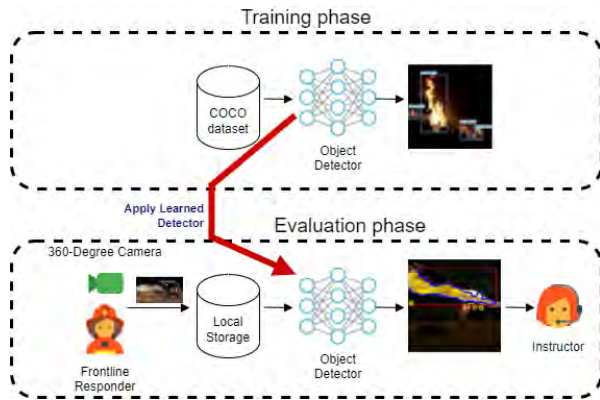 Training phase
COCO
dataset
Object
Detector
Apply Learned
Detector
Evaluation phase
360-Degree Camera
Local
Storage
Frontline
Responder
Object
Detector
Instructor